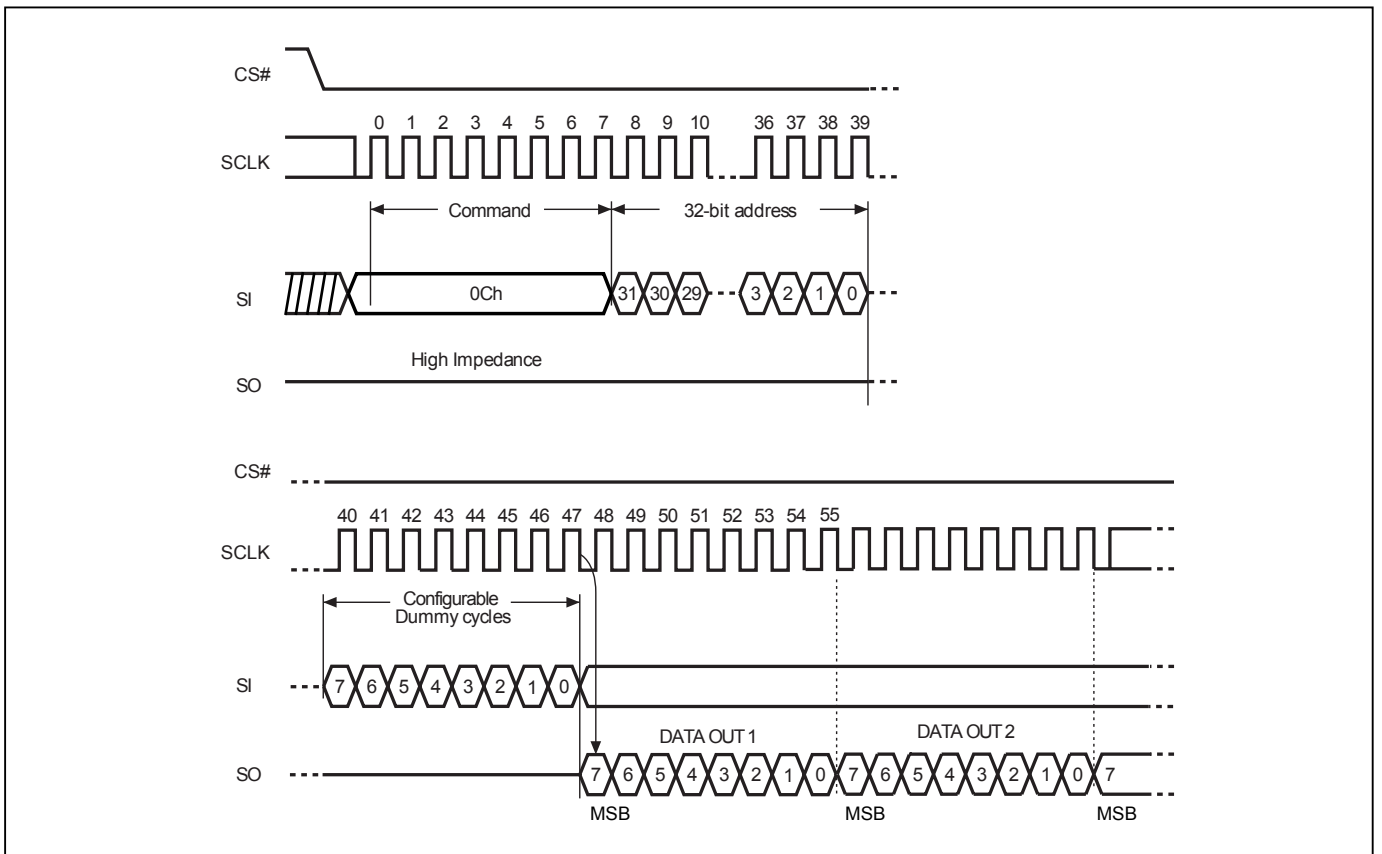 CS#
0 1 2 3 4 5 6 7 8 9 10 36 37 38 39
SCLK
Command 32-bit address
SI 0Ch 31 30 29 3 2 1 0
High Impedance
SO
CS#
40 41 42 43 44 45 46 47 48 49 50 51 52 53 54 55
SCLK
Configurable
Dummy cycles
SI 7 6 5 4 3 2 1 0
DATA OUT 1 DATA OUT 2
SO 7 6 5 4 3 2 1 0 7 6 5 4 3 2 1 0 7
MSB MSB MSB